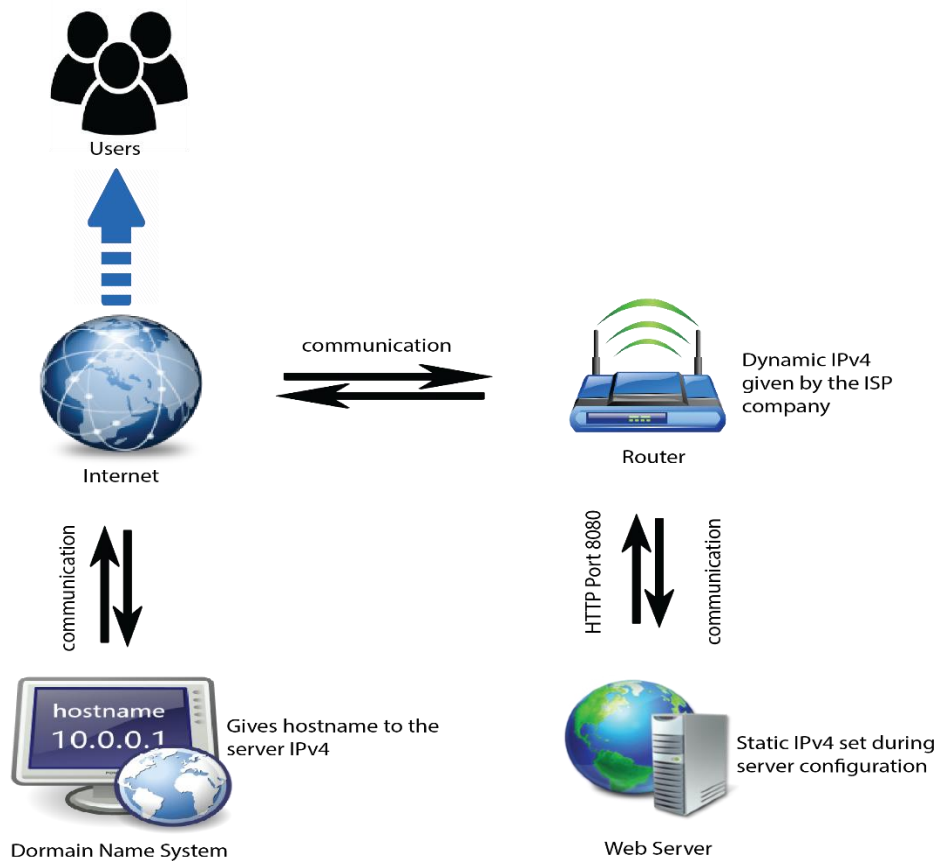 Users
communication
Dynamic IPv4
given by the ISP
company
Internet
Router
communication
HTTP Port 8080
communication
hostname
10.0.0.1
Gives hostname to the
server IPv4
Static IPv4 set during
server configuration
Dormain Name System
Web Server